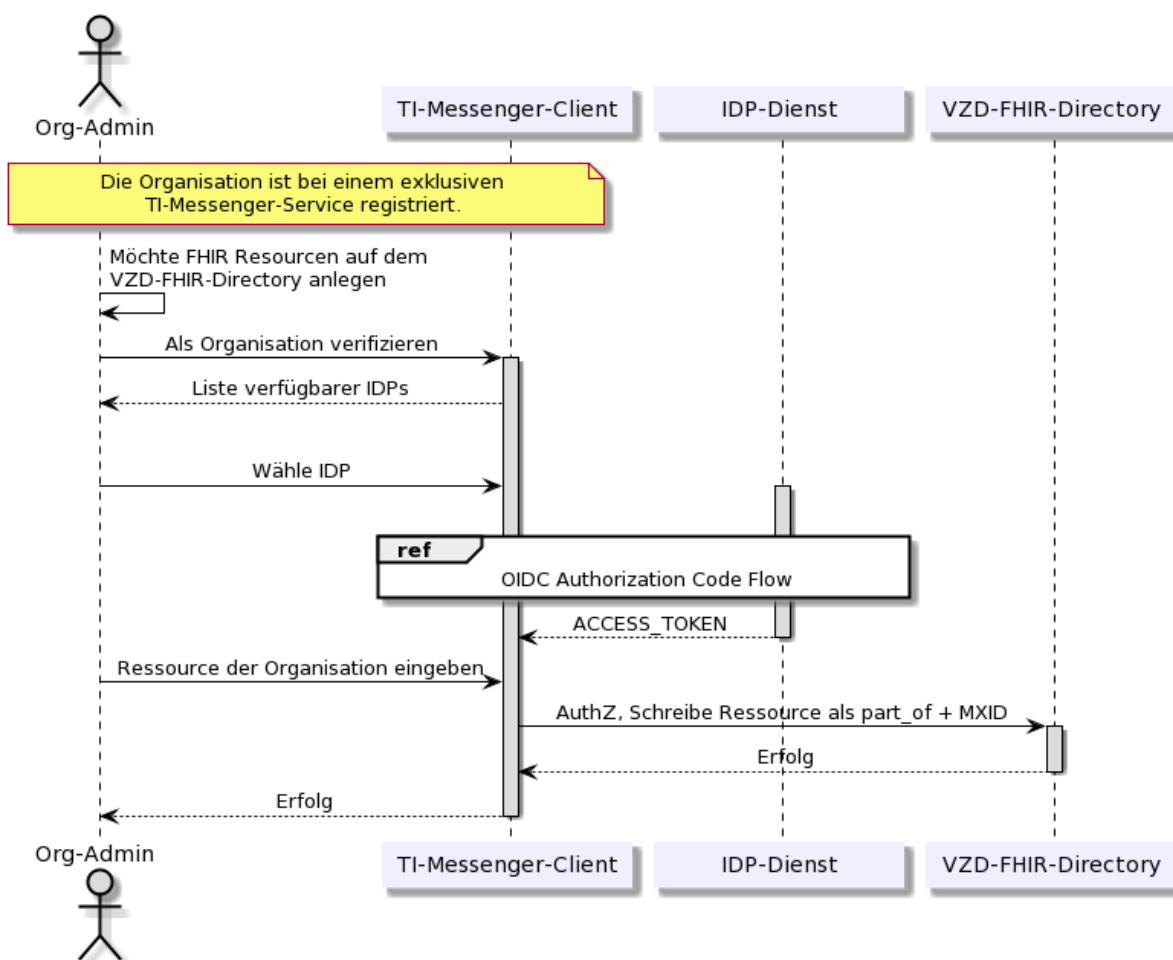 Org-Admin
TI-Messenger-Client
IDP-Dienst
VZD-FHIR-Directory
Die Organisation ist bei einem exklusiven
TI-Messenger-Service registriert.
Möchte FHIR Resourcen auf dem
VZD-FHIR-Directory anlegen
Als Organisation verifizieren
Liste verfügbarer IDPs
Wähle IDP
ref
OIDC Authorization Code Flow
ACCESS_TOKEN
Ressource der Organisation eingeben
AuthZ, Schreibe Ressource als part_of + MXID
Erfolg
Erfolg
Org-Admin
TI-Messenger-Client
IDP-Dienst
VZD-FHIR-Directory